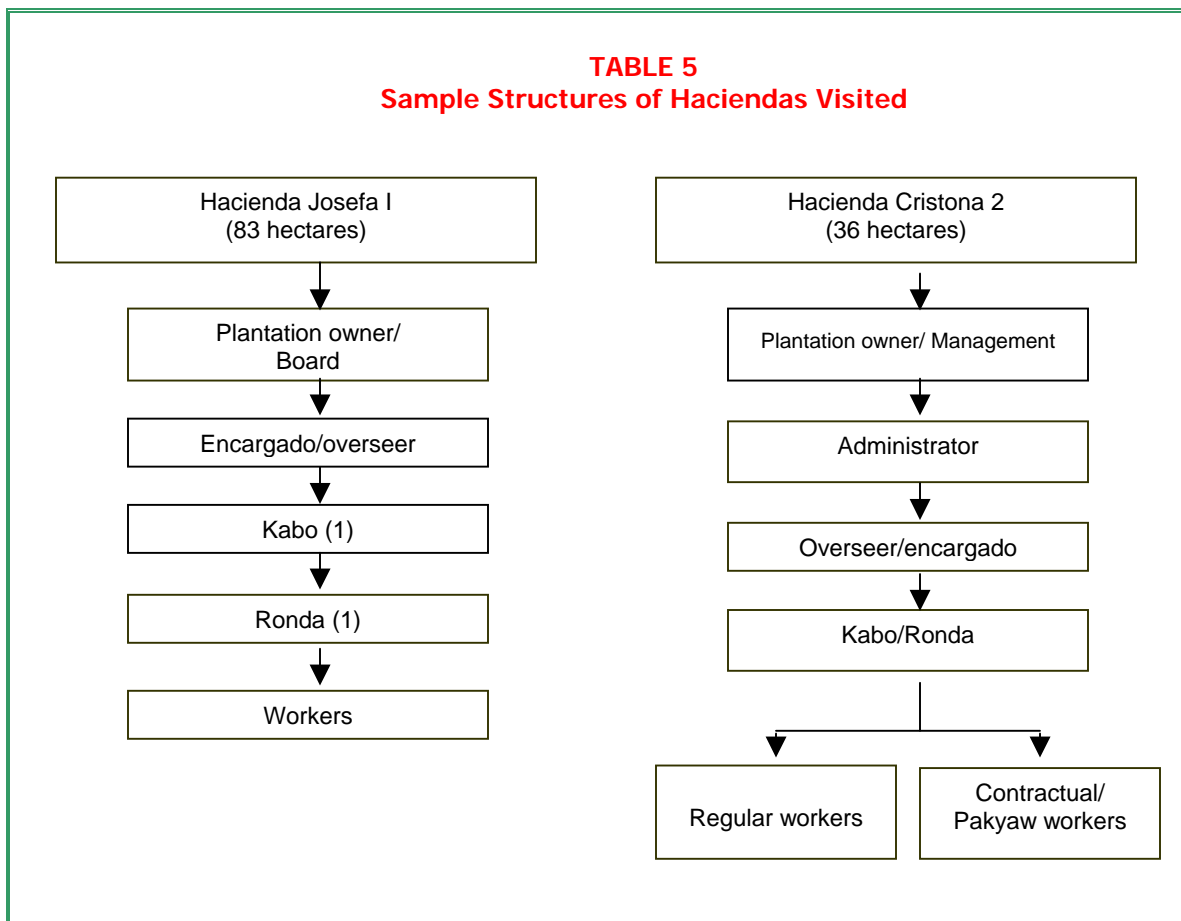 TABLE 5
Sample Structures of Haciendas Visited
Hacienda Josefa I
(83 hectares)
Plantation owner/
Board
Encargado/overseer
Kabo (1)
Ronda (1)
Workers
Hacienda Cristona 2
(36 hectares)
Plantation owner/ Management
Administrator
Overseer/encargado
Kabo/Ronda
Regular workers
Contractual/
Pakyaw workers